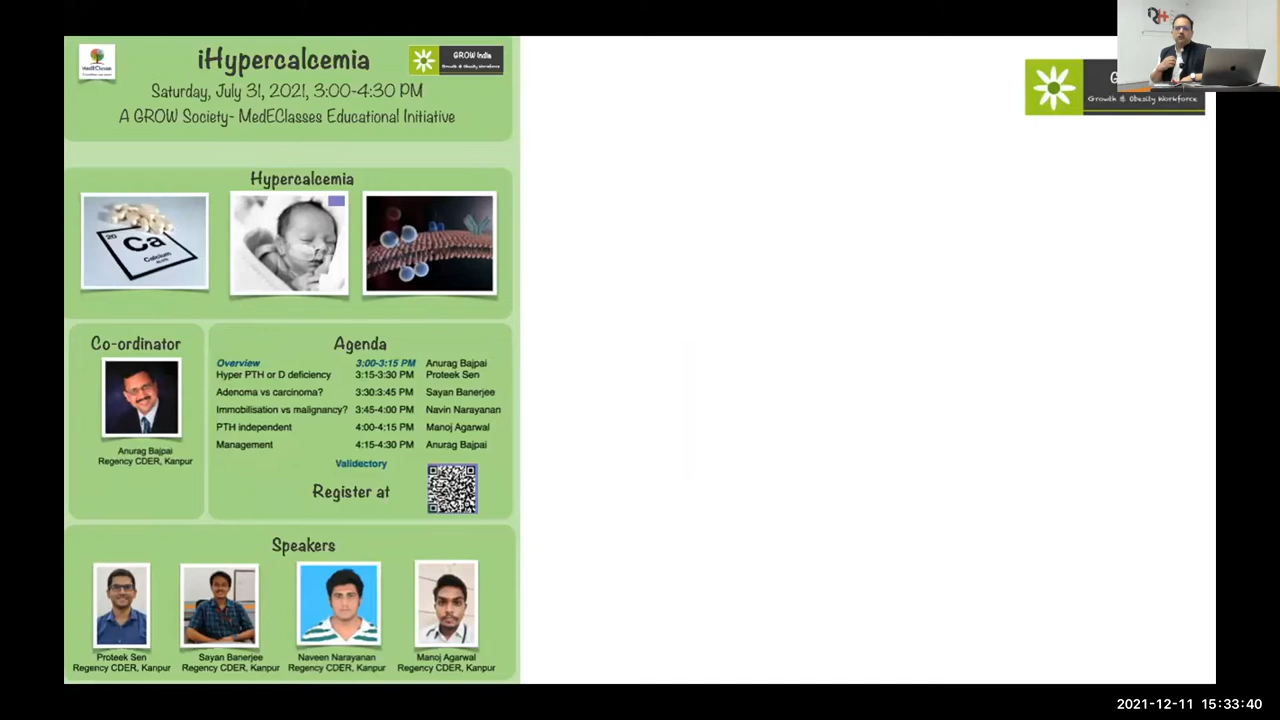 iHypercalcemia
Saturday, July 31, 2021, 3:00-4:30 PM
A GROW Society- MedEClasses Educational Initiative
MedEClasses
GROW India
Growth & Obesity Workforce
Hypercalcemia
20
Ca
Calcium
Co-ordinator
Anurag Bajpai
Regency CDER, Kanpur
Agenda
Overview 3:00-3:15 PM Anurag Bajpai
Hyper PTH or D deficiency 3:15-3:30 PM Proteek Sen
Adenoma vs carcinoma? 3:30:3:45 PM Sayan Banerjee
Immobilisation vs malignancy? 3:45-4:00 PM Navin Narayanan
PTH independent 4:00-4:15 PM Manoj Agarwal
Management 4:15-4:30 PM Anurag Bajpai
Validectory
Register at
Speakers
Proteek Sen
Regency CDER, Kanpur
Sayan Banerjee
Regency CDER, Kanpur
Naveen Narayanan
Regency CDER, Kanpur
Manoj Agarwal
Regency CDER, Kanpur
Growth & Obesity Workforce
2021-12-11 15:33:40